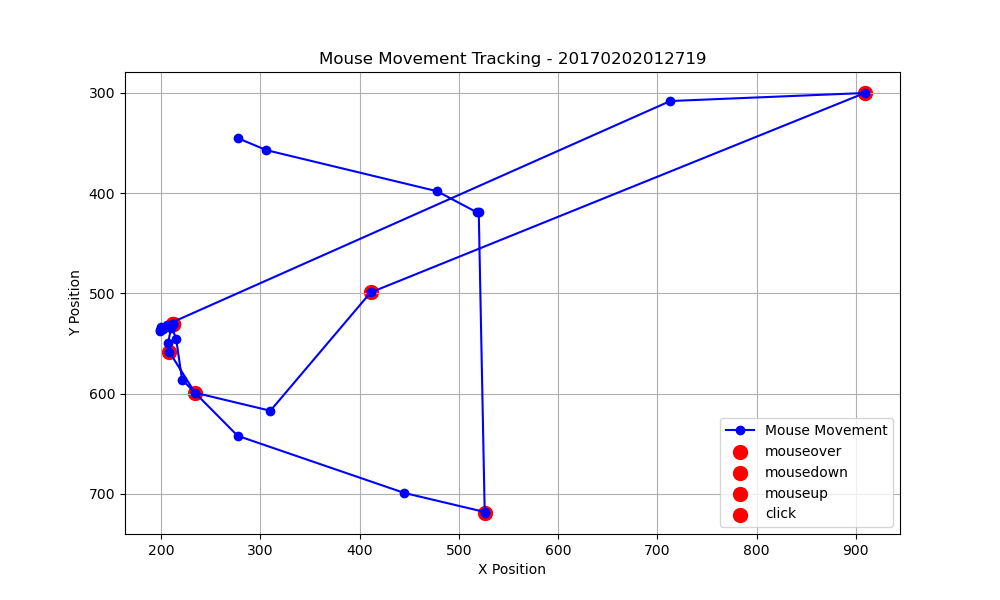 Mouse Movement Tracking - 20170202012719
300
400
500
600
700
Y Position
200
300
400
500
600
700
800
900
X Position
Mouse Movement
mouseover
mousedown
mouseup
click